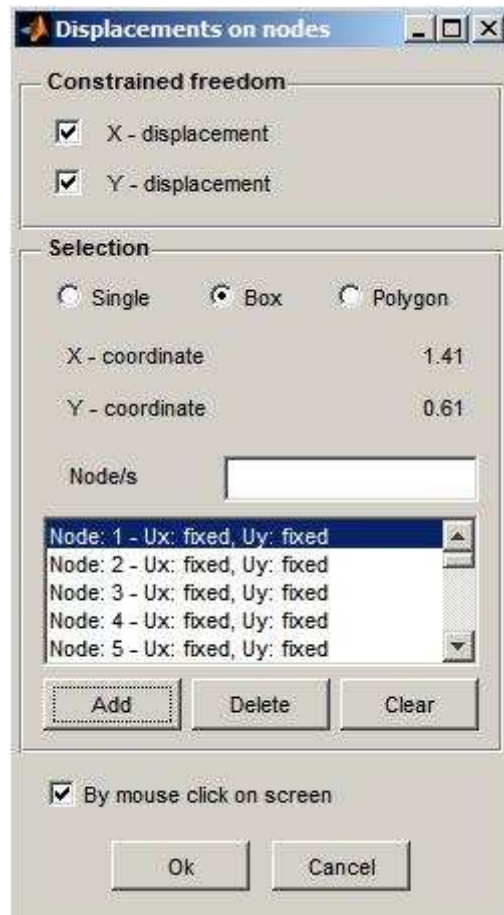 Displacements on nodes
Constrained freedom
X - displacement
Y - displacement
Selection
Single Box Polygon
X - coordinate 1.41
Y - coordinate 0.61
Node/s
Node: 1 - Ux: fixed, Uy: fixed
Node: 2 - Ux: fixed, Uy: fixed
Node: 3 - Ux: fixed, Uy: fixed
Node: 4 - Ux: fixed, Uy: fixed
Node: 5 - Ux: fixed, Uy: fixed
Add Delete Clear
By mouse click on screen
Ok Cancel